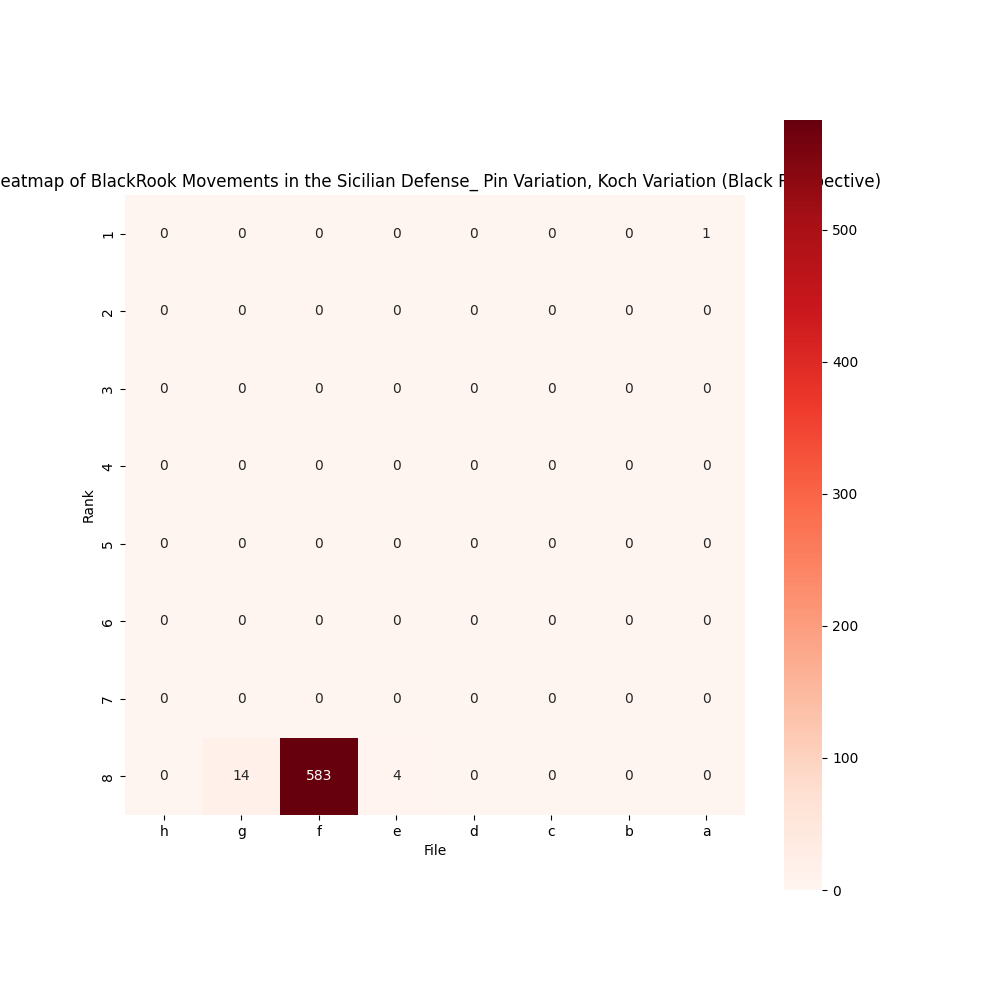 eatmap of BlackRook Movements in the Sicilian Defense_ Pin Variation, Koch Variation (Black pective)
1 0 0 0 0 0 0 0 1
2 0 0 0 0 0 0 0 0
3 0 0 0 0 0 0 0 0
4 0 0 0 0 0 0 0 0
5 0 0 0 0 0 0 0 0
6 0 0 0 0 0 0 0 0
7 0 0 0 0 0 0 0 0
8 0 14 583 4 0 0 0 0
h g f e d c b a
File
Rank
500
400
300
200
100
0